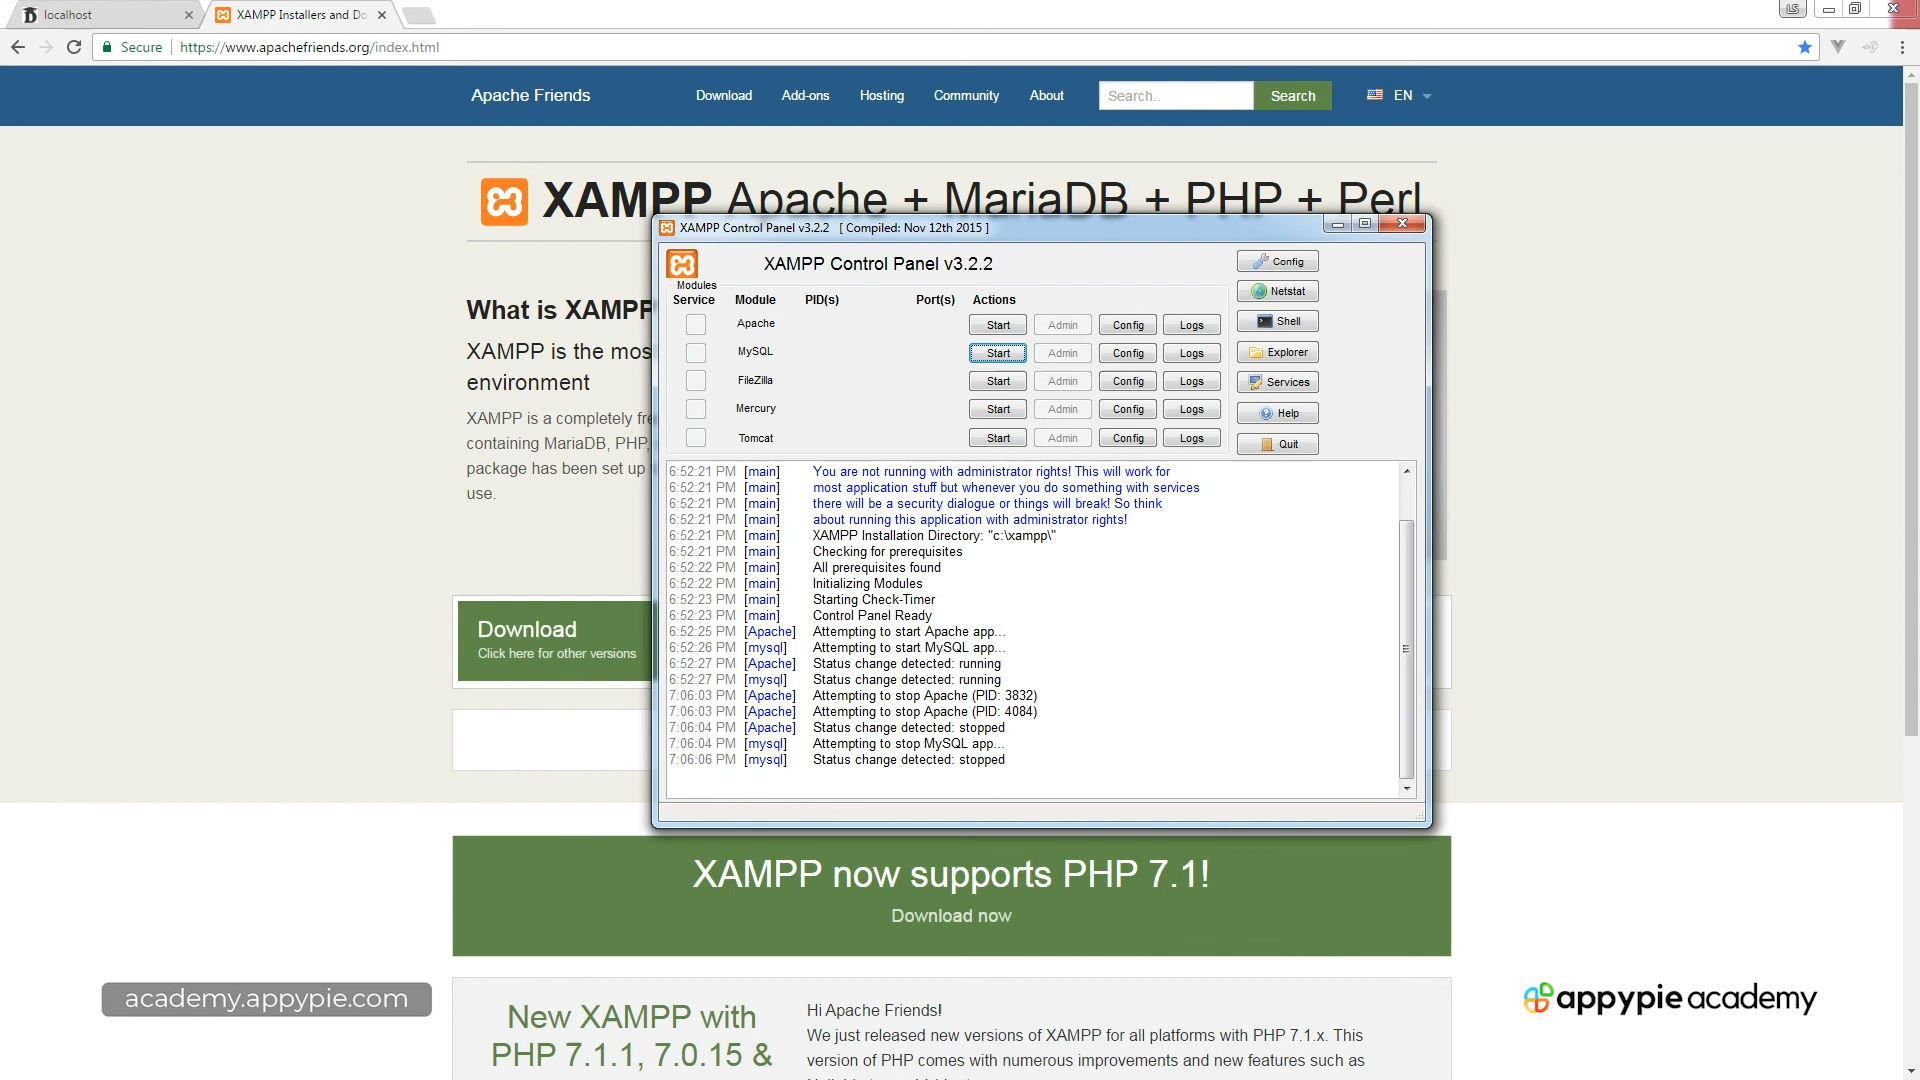 localhost
XAMPP Installers and Do
LS
Secure
https://www.apachefriends.org/index.html
Apache Friends
Download
Add-ons
Hosting
Community
About
Search..
Search
EN
XAMPP Apache + MariaDB + PHP + Perl
What is XAMPP
XAMPP is the mos
environment
XAMPP is a completely fre
containing MariaDB, PHP,
package has been set up
use.
Download
Click here for other versions
XAMPP Control Panel v3.2.2 [ Compiled: Nov 12th 2015 ]
XAMPP Control Panel v3.2.2
Modules
Service Module PID(s) Port(s) Actions
Apache Start Admin Config Logs
MySQL Start Admin Config Logs
FileZilla Start Admin Config Logs
Mercury Start Admin Config Logs
Tomcat Start Admin Config Logs
Config
Netstat
Shell
Explorer
Services
Help
Quit
6:52:21 PM [main] You are not running with administrator rights! This will work for
6:52:21 PM [main] most application stuff but whenever you do something with services
6:52:21 PM [main] there will be a security dialogue or things will break! So think
6:52:21 PM [main] about running this application with administrator rights!
6:52:21 PM [main] XAMPP Installation Directory: "c:\xampp\"
6:52:21 PM [main] Checking for prerequisites
6:52:22 PM [main] All prerequisites found
6:52:22 PM [main] Initializing Modules
6:52:23 PM [main] Starting Check-Timer
6:52:23 PM [main] Control Panel Ready
6:52:25 PM [Apache] Attempting to start Apache app...
6:52:26 PM [mysql] Attempting to start MySQL app...
6:52:27 PM [Apache] Status change detected: running
6:52:27 PM [mysql] Status change detected: running
7:06:03 PM [Apache] Attempting to stop Apache (PID: 3832)
7:06:03 PM [Apache] Attempting to stop Apache (PID: 4084)
7:06:04 PM [Apache] Status change detected: stopped
7:06:04 PM [mysql] Attempting to stop MySQL app...
7:06:06 PM [mysql] Status change detected: stopped
XAMPP now supports PHP 7.1!
Download now
New XAMPP with
PHP 7.1.1, 7.0.15 &
Hi Apache Friends!
We just released new versions of XAMPP for all platforms with PHP 7.1.x. This
version of PHP comes with numerous improvements and new features such as
academy.appypie.com
appypie academy